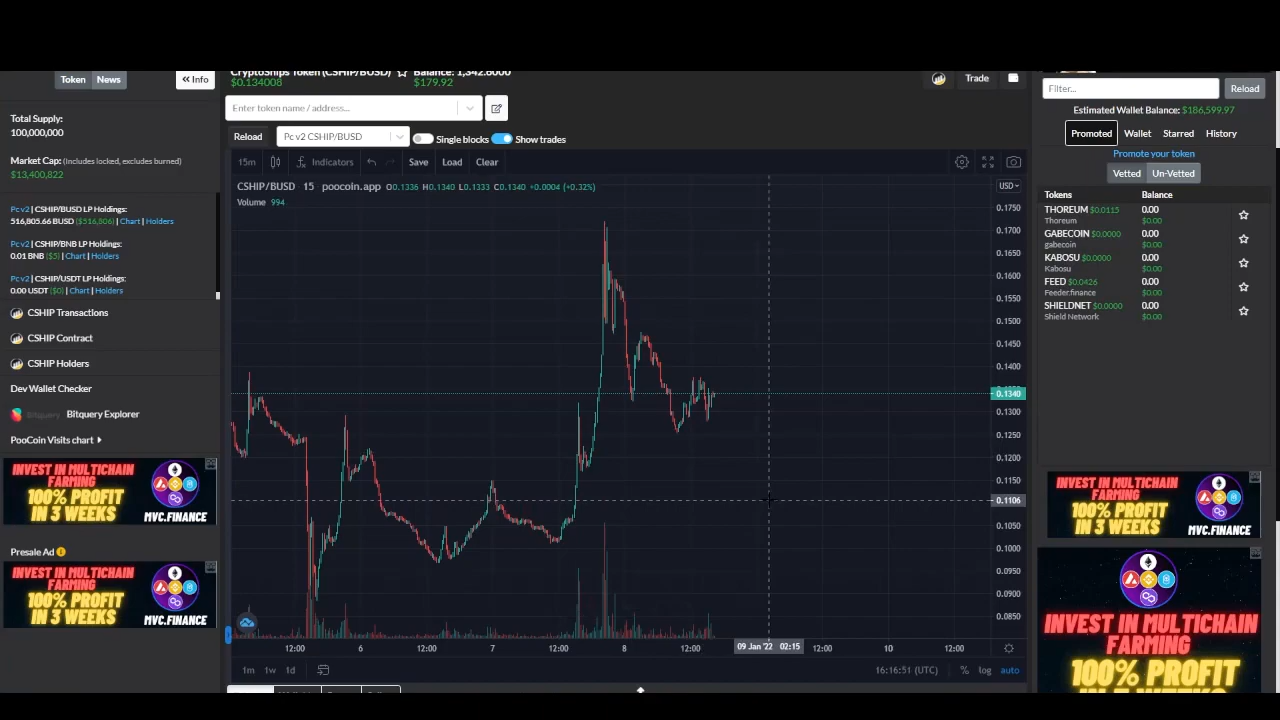 Token News « Info
Total Supply:
100,000,000
Market Cap: (Includes locked, excludes burned)
$13,400,822
Pc v2 | CSHIP/BUSD LP Holdings:
516,805.66 BUSD ($516,806) | Chart | Holders
Pc v2 | CSHIP/BNB LP Holdings:
0.01 BNB ($5) | Chart | Holders
Pc v2 | CSHIP/USDT LP Holdings:
0.00 USDT ($0) | Chart | Holders
CSHIP Transactions
CSHIP Contract
CSHIP Holders
Dev Wallet Checker
Bitquery Explorer
PooCoin Visits chart
INVEST IN MULTICHAIN
FARMING
100% PROFIT
IN 3 WEEKS
MVC.FINANCE
Presale Ad
INVEST IN MULTICHAIN
FARMING
100% PROFIT
IN 3 WEEKS
MVC.FINANCE
CryptoShips Token (CSHIP/BUSD) Balance: 1,342.6000
$0.134008 $179.92
Trade
Enter token name / address...
Reload Pc v2 CSHIP/BUSD Single blocks Show trades
15m Indicators Save Load Clear
CSHIP/BUSD 15 poocoin.app O0.1336 H0.1340 L0.1333 C0.1340 +0.0004 (+0.32%)
Volume 994
USD
0.1750
0.1700
0.1650
0.1600
0.1550
0.1500
0.1450
0.1400
0.1340
0.1300
0.1250
0.1200
0.1150
0.1106
0.1050
0.1000
0.0950
0.0900
0.0850
12:00 6 12:00 7 12:00 8 12:00 09 Jan '22 02:15 12:00 10 12:00
1m 1w 1d 16:16:51 (UTC) % log auto
Filter... Reload
Estimated Wallet Balance: $186,599.97
Promoted Wallet Starred History
Promote your token
Vetted Un-Vetted
Tokens Balance
THOREUM $0.0115 0.00
Thoreum $0.00
GABECOIN $0.0000 0.00
gabecoin $0.00
KABOSU $0.0000 0.00
Kabosu $0.00
FEED $0.0426 0.00
Feeder.finance $0.00
SHIELDNET $0.0000 0.00
Shield Network $0.00
INVEST IN MULTICHAIN
FARMING
100% PROFIT
IN 3 WEEKS
MVC.FINANCE
INVEST IN MULTICHAIN
FARMING
100% PROFIT